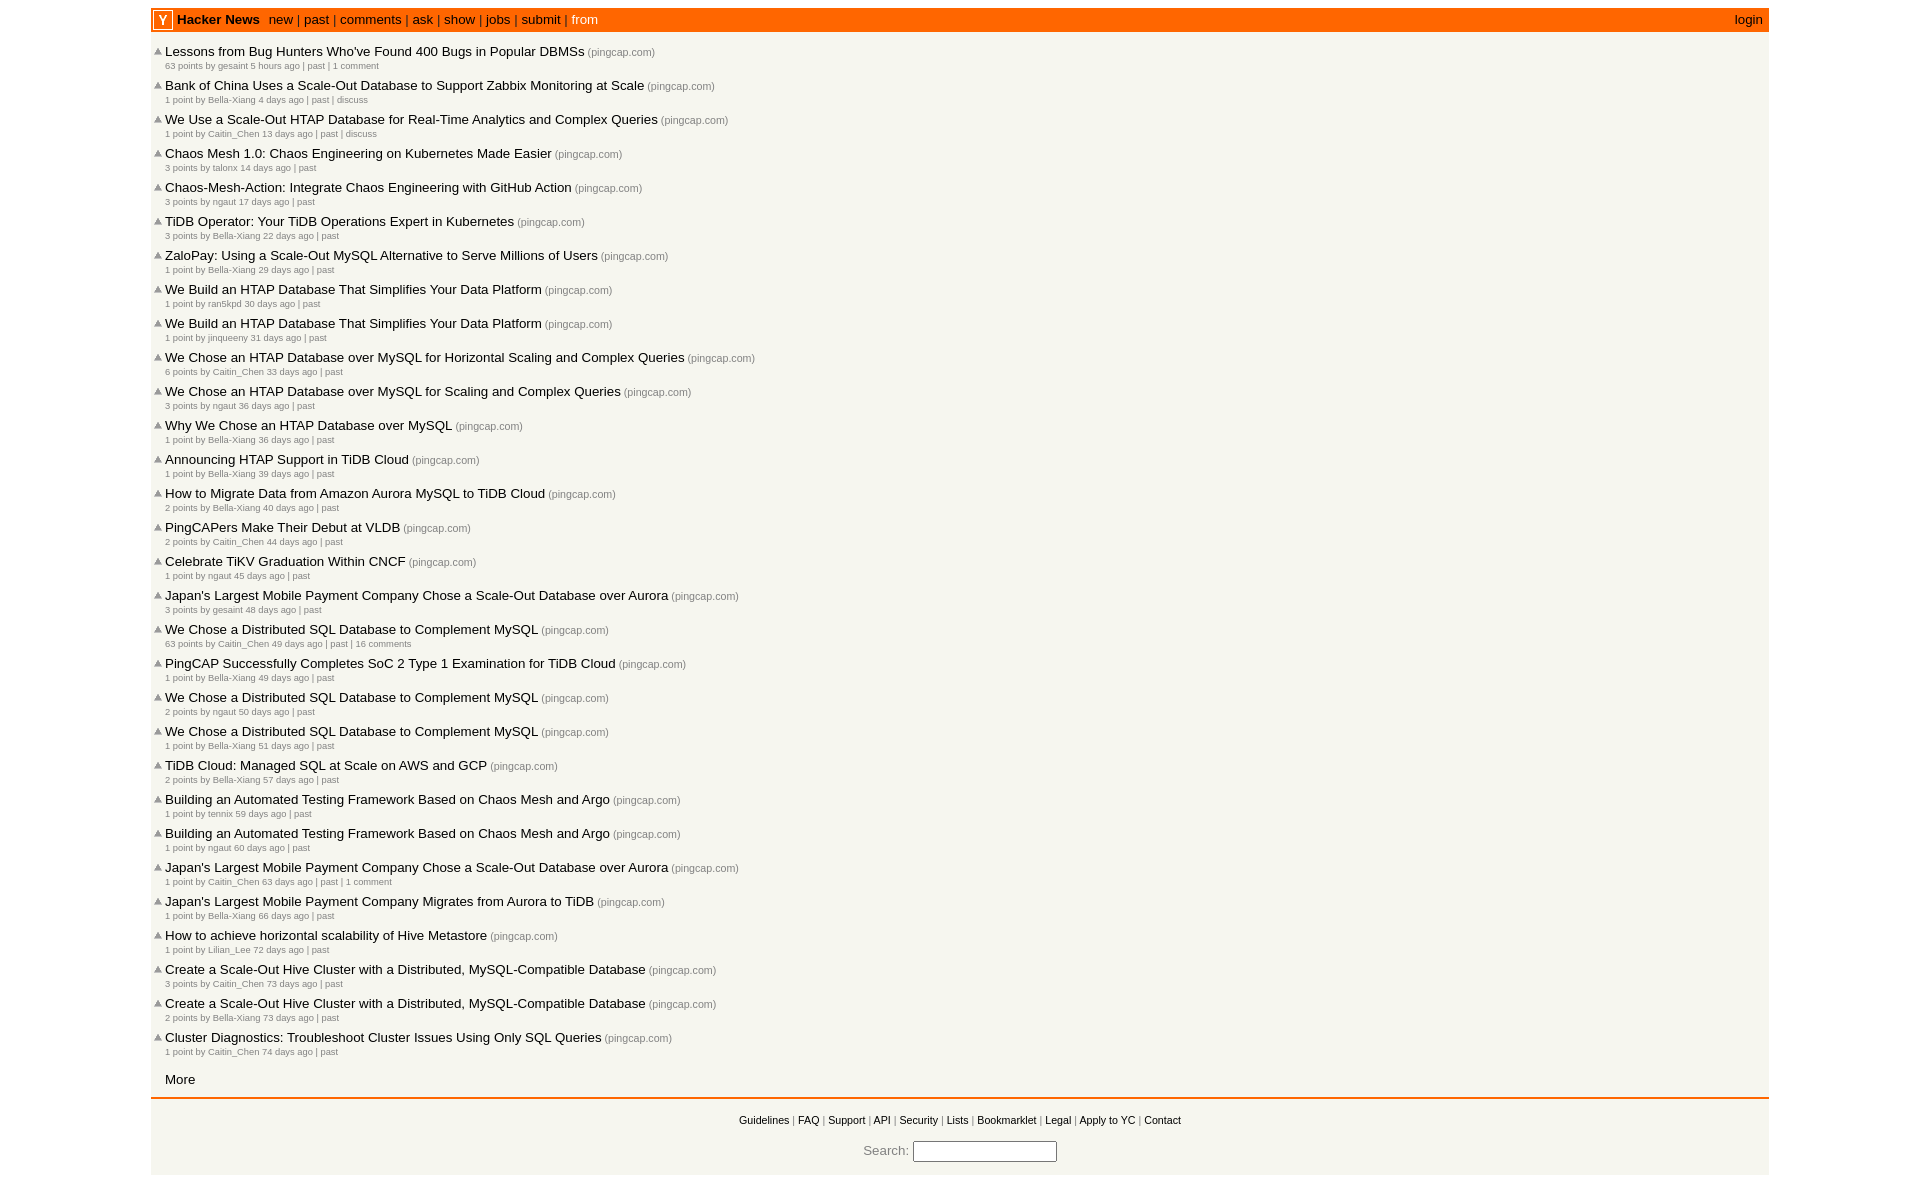 Y Hacker News new | past | comments | ask | show | jobs | submit | from login
Lessons from Bug Hunters Who've Found 400 Bugs in Popular DBMSs (pingcap.com)
63 points by gesaint 5 hours ago | past | 1 comment
Bank of China Uses a Scale-Out Database to Support Zabbix Monitoring at Scale (pingcap.com)
1 point by Bella-Xiang 4 days ago | past | discuss
We Use a Scale-Out HTAP Database for Real-Time Analytics and Complex Queries (pingcap.com)
1 point by Caitin_Chen 13 days ago | past | discuss
Chaos Mesh 1.0: Chaos Engineering on Kubernetes Made Easier (pingcap.com)
3 points by talonx 14 days ago | past
Chaos-Mesh-Action: Integrate Chaos Engineering with GitHub Action (pingcap.com)
3 points by ngaut 17 days ago | past
TiDB Operator: Your TiDB Operations Expert in Kubernetes (pingcap.com)
3 points by Bella-Xiang 22 days ago | past
ZaloPay: Using a Scale-Out MySQL Alternative to Serve Millions of Users (pingcap.com)
1 point by Bella-Xiang 29 days ago | past
We Build an HTAP Database That Simplifies Your Data Platform (pingcap.com)
1 point by ran5kpd 30 days ago | past
We Build an HTAP Database That Simplifies Your Data Platform (pingcap.com)
1 point by jinqueeny 31 days ago | past
We Chose an HTAP Database over MySQL for Horizontal Scaling and Complex Queries (pingcap.com)
6 points by Caitin_Chen 33 days ago | past
We Chose an HTAP Database over MySQL for Scaling and Complex Queries (pingcap.com)
3 points by ngaut 36 days ago | past
Why We Chose an HTAP Database over MySQL (pingcap.com)
1 point by Bella-Xiang 36 days ago | past
Announcing HTAP Support in TiDB Cloud (pingcap.com)
1 point by Bella-Xiang 39 days ago | past
How to Migrate Data from Amazon Aurora MySQL to TiDB Cloud (pingcap.com)
2 points by Bella-Xiang 40 days ago | past
PingCAPers Make Their Debut at VLDB (pingcap.com)
2 points by Caitin_Chen 44 days ago | past
Celebrate TiKV Graduation Within CNCF (pingcap.com)
1 point by ngaut 45 days ago | past
Japan's Largest Mobile Payment Company Chose a Scale-Out Database over Aurora (pingcap.com)
3 points by gesaint 48 days ago | past
We Chose a Distributed SQL Database to Complement MySQL (pingcap.com)
63 points by Caitin_Chen 49 days ago | past | 16 comments
PingCAP Successfully Completes SoC 2 Type 1 Examination for TiDB Cloud (pingcap.com)
1 point by Bella-Xiang 49 days ago | past
We Chose a Distributed SQL Database to Complement MySQL (pingcap.com)
2 points by ngaut 50 days ago | past
We Chose a Distributed SQL Database to Complement MySQL (pingcap.com)
1 point by Bella-Xiang 51 days ago | past
TiDB Cloud: Managed SQL at Scale on AWS and GCP (pingcap.com)
2 points by Bella-Xiang 57 days ago | past
Building an Automated Testing Framework Based on Chaos Mesh and Argo (pingcap.com)
1 point by tennix 59 days ago | past
Building an Automated Testing Framework Based on Chaos Mesh and Argo (pingcap.com)
1 point by ngaut 60 days ago | past
Japan's Largest Mobile Payment Company Chose a Scale-Out Database over Aurora (pingcap.com)
1 point by Caitin_Chen 63 days ago | past | 1 comment
Japan's Largest Mobile Payment Company Migrates from Aurora to TiDB (pingcap.com)
1 point by Bella-Xiang 66 days ago | past
How to achieve horizontal scalability of Hive Metastore (pingcap.com)
1 point by Lilian_Lee 72 days ago | past
Create a Scale-Out Hive Cluster with a Distributed, MySQL-Compatible Database (pingcap.com)
3 points by Caitin_Chen 73 days ago | past
Create a Scale-Out Hive Cluster with a Distributed, MySQL-Compatible Database (pingcap.com)
2 points by Bella-Xiang 73 days ago | past
Cluster Diagnostics: Troubleshoot Cluster Issues Using Only SQL Queries (pingcap.com)
1 point by Caitin_Chen 74 days ago | past
More
Guidelines | FAQ | Support | API | Security | Lists | Bookmarklet | Legal | Apply to YC | Contact
Search: